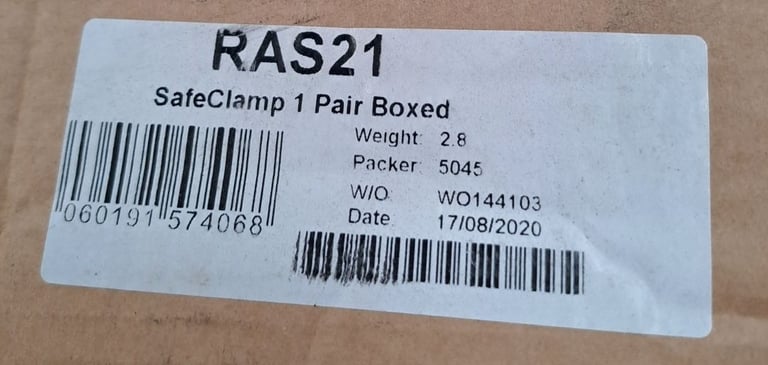 RAS21
SafeClamp 1 Pair Boxed
Weight: 2.8
Packer: 5045
W/O WO144103
Date 17/08/2020
060191 574068